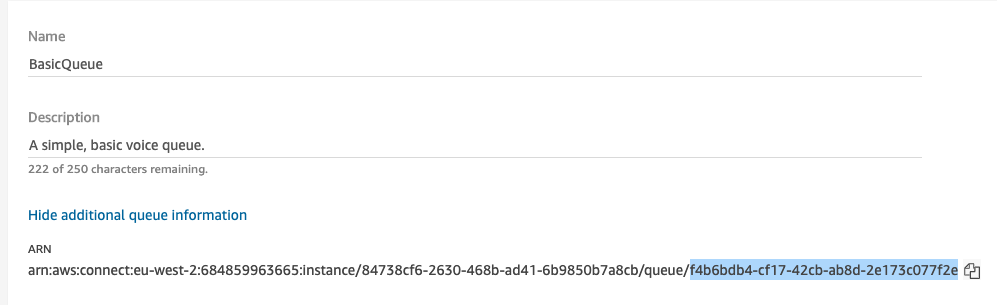 Name
BasicQueue
Description
A simple, basic voice queue.
222 of 250 characters remaining.
Hide additional queue information
ARN
arn:aws:connect:eu-west-2:684859963665:instance/84738cf6-2630-468b-ad41-6b9850b7a8cb/queue/f4b6bdb4-cf17-42cb-ab8d-2e173c077f2e